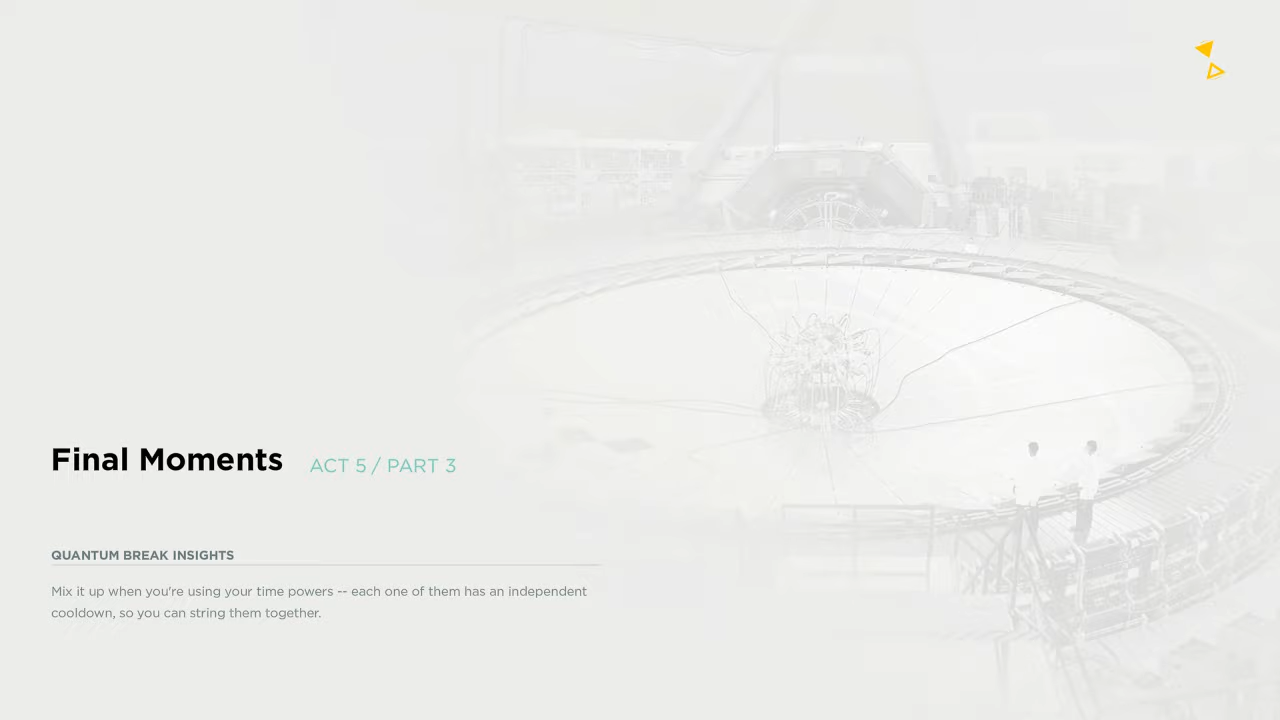 Final Moments ACT 5 / PART 3
QUANTUM BREAK INSIGHTS
Mix it up when you're using your time powers -- each one of them has an independent
cooldown, so you can string them together.